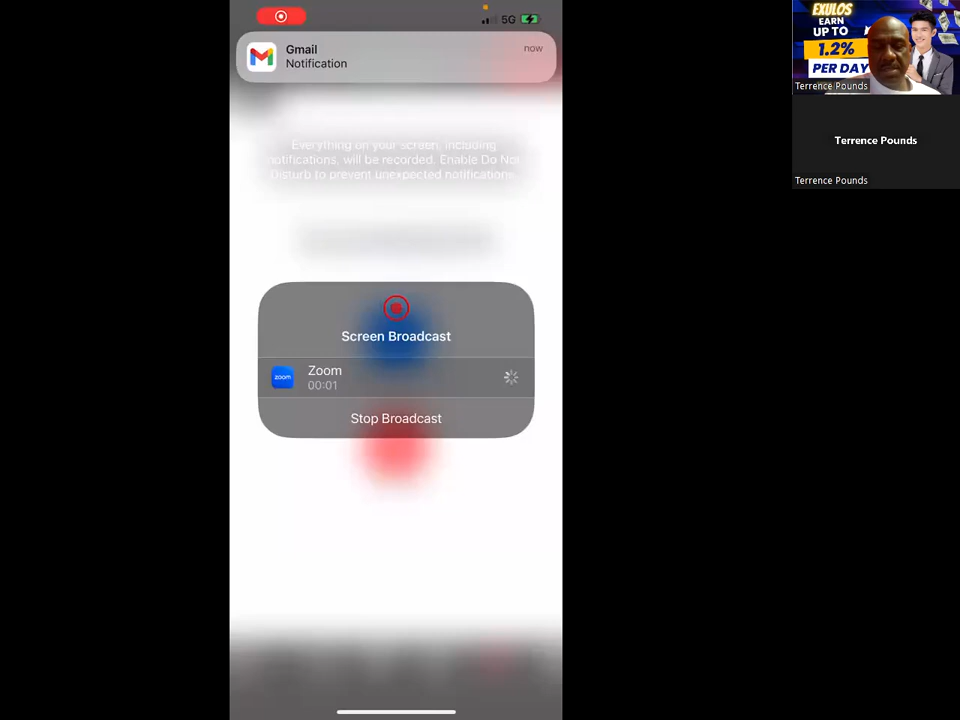 5G
Gmail
now
Notification
Everything on your screen, including
notifications, will be recorded. Enable Do Not
Disturb to prevent unexpected notifications.
Screen Broadcast
zoom
Zoom
00:01
Stop Broadcast
EXULOS
EARN
UP TO
1.2%
PER DAY
Terrence Pounds
Terrence Pounds
Terrence Pounds